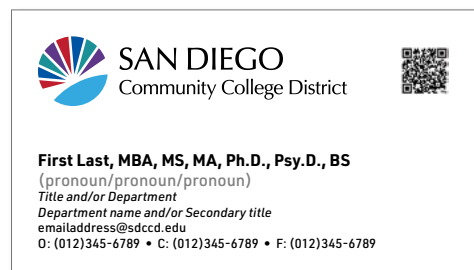 SAN DIEGO
Community College District
First Last, MBA, MS, MA, Ph.D., Psy.D., BS
(pronoun/pronoun/pronoun)
Title and/or Department
Department name and/or Secondary title
emailaddress@sdccd.edu
O: (012)345-6789 • C: (012)345-6789 • F: (012)345-6789